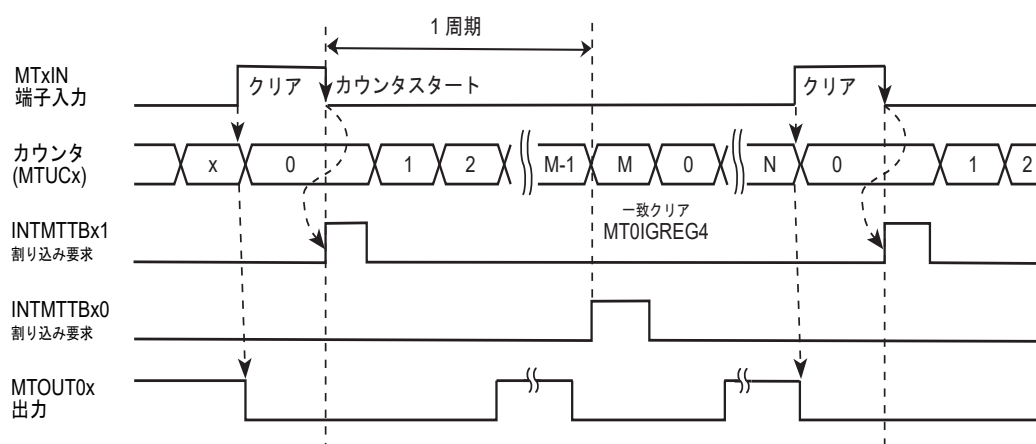 1 周期
MTxIN
端子入力
クリア
カウンタスタート
クリア
カウンタ
(MTUCx)
x 0 1 2 M-1 M 0 N 0 1 2
一致クリア
MT0IGREG4
INTMTTBx1
割り込み要求
INTMTTBx0
割り込み要求
MTOUT0x
出力